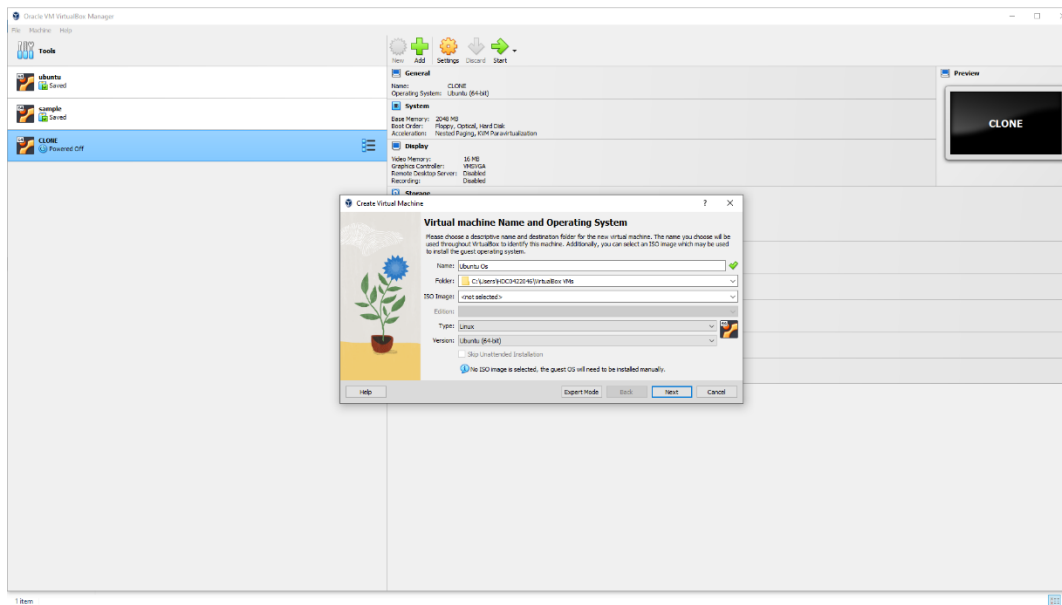 Oracle VM VirtualBox Manager
File Machine Help
Tools
ubuntu
Saved
sample
Saved
CLONE
Powered Off
New Add Settings Discard Start
General
Name: CLONE
Operating System: Ubuntu (64-bit)
System
Base Memory: 2048 MB
Boot Order: Floppy, Optical, Hard Disk
Acceleration: Nested Paging, KVM Paravirtualization
Display
Video Memory: 16 MB
Graphics Controller: VMSVGA
Remote Desktop Server: Disabled
Recording: Disabled
Storage
Preview
CLONE
Create Virtual Machine
Virtual machine Name and Operating System
Please choose a descriptive name and destination folder for the new virtual machine. The name you choose will be
used throughout VirtualBox to identify this machine. Additionally, you can select an ISO image which may be used
to install the guest operating system.
Name: Ubuntu Os
Folder: C:\Users\HDC0422046\VirtualBox VMs
ISO Image: <not selected>
Edition:
Type: Linux
Version: Ubuntu (64-bit)
Skip Unattended Installation
No ISO image is selected, the guest OS will need to be installed manually.
Help Expert Mode Back Next Cancel
1 item